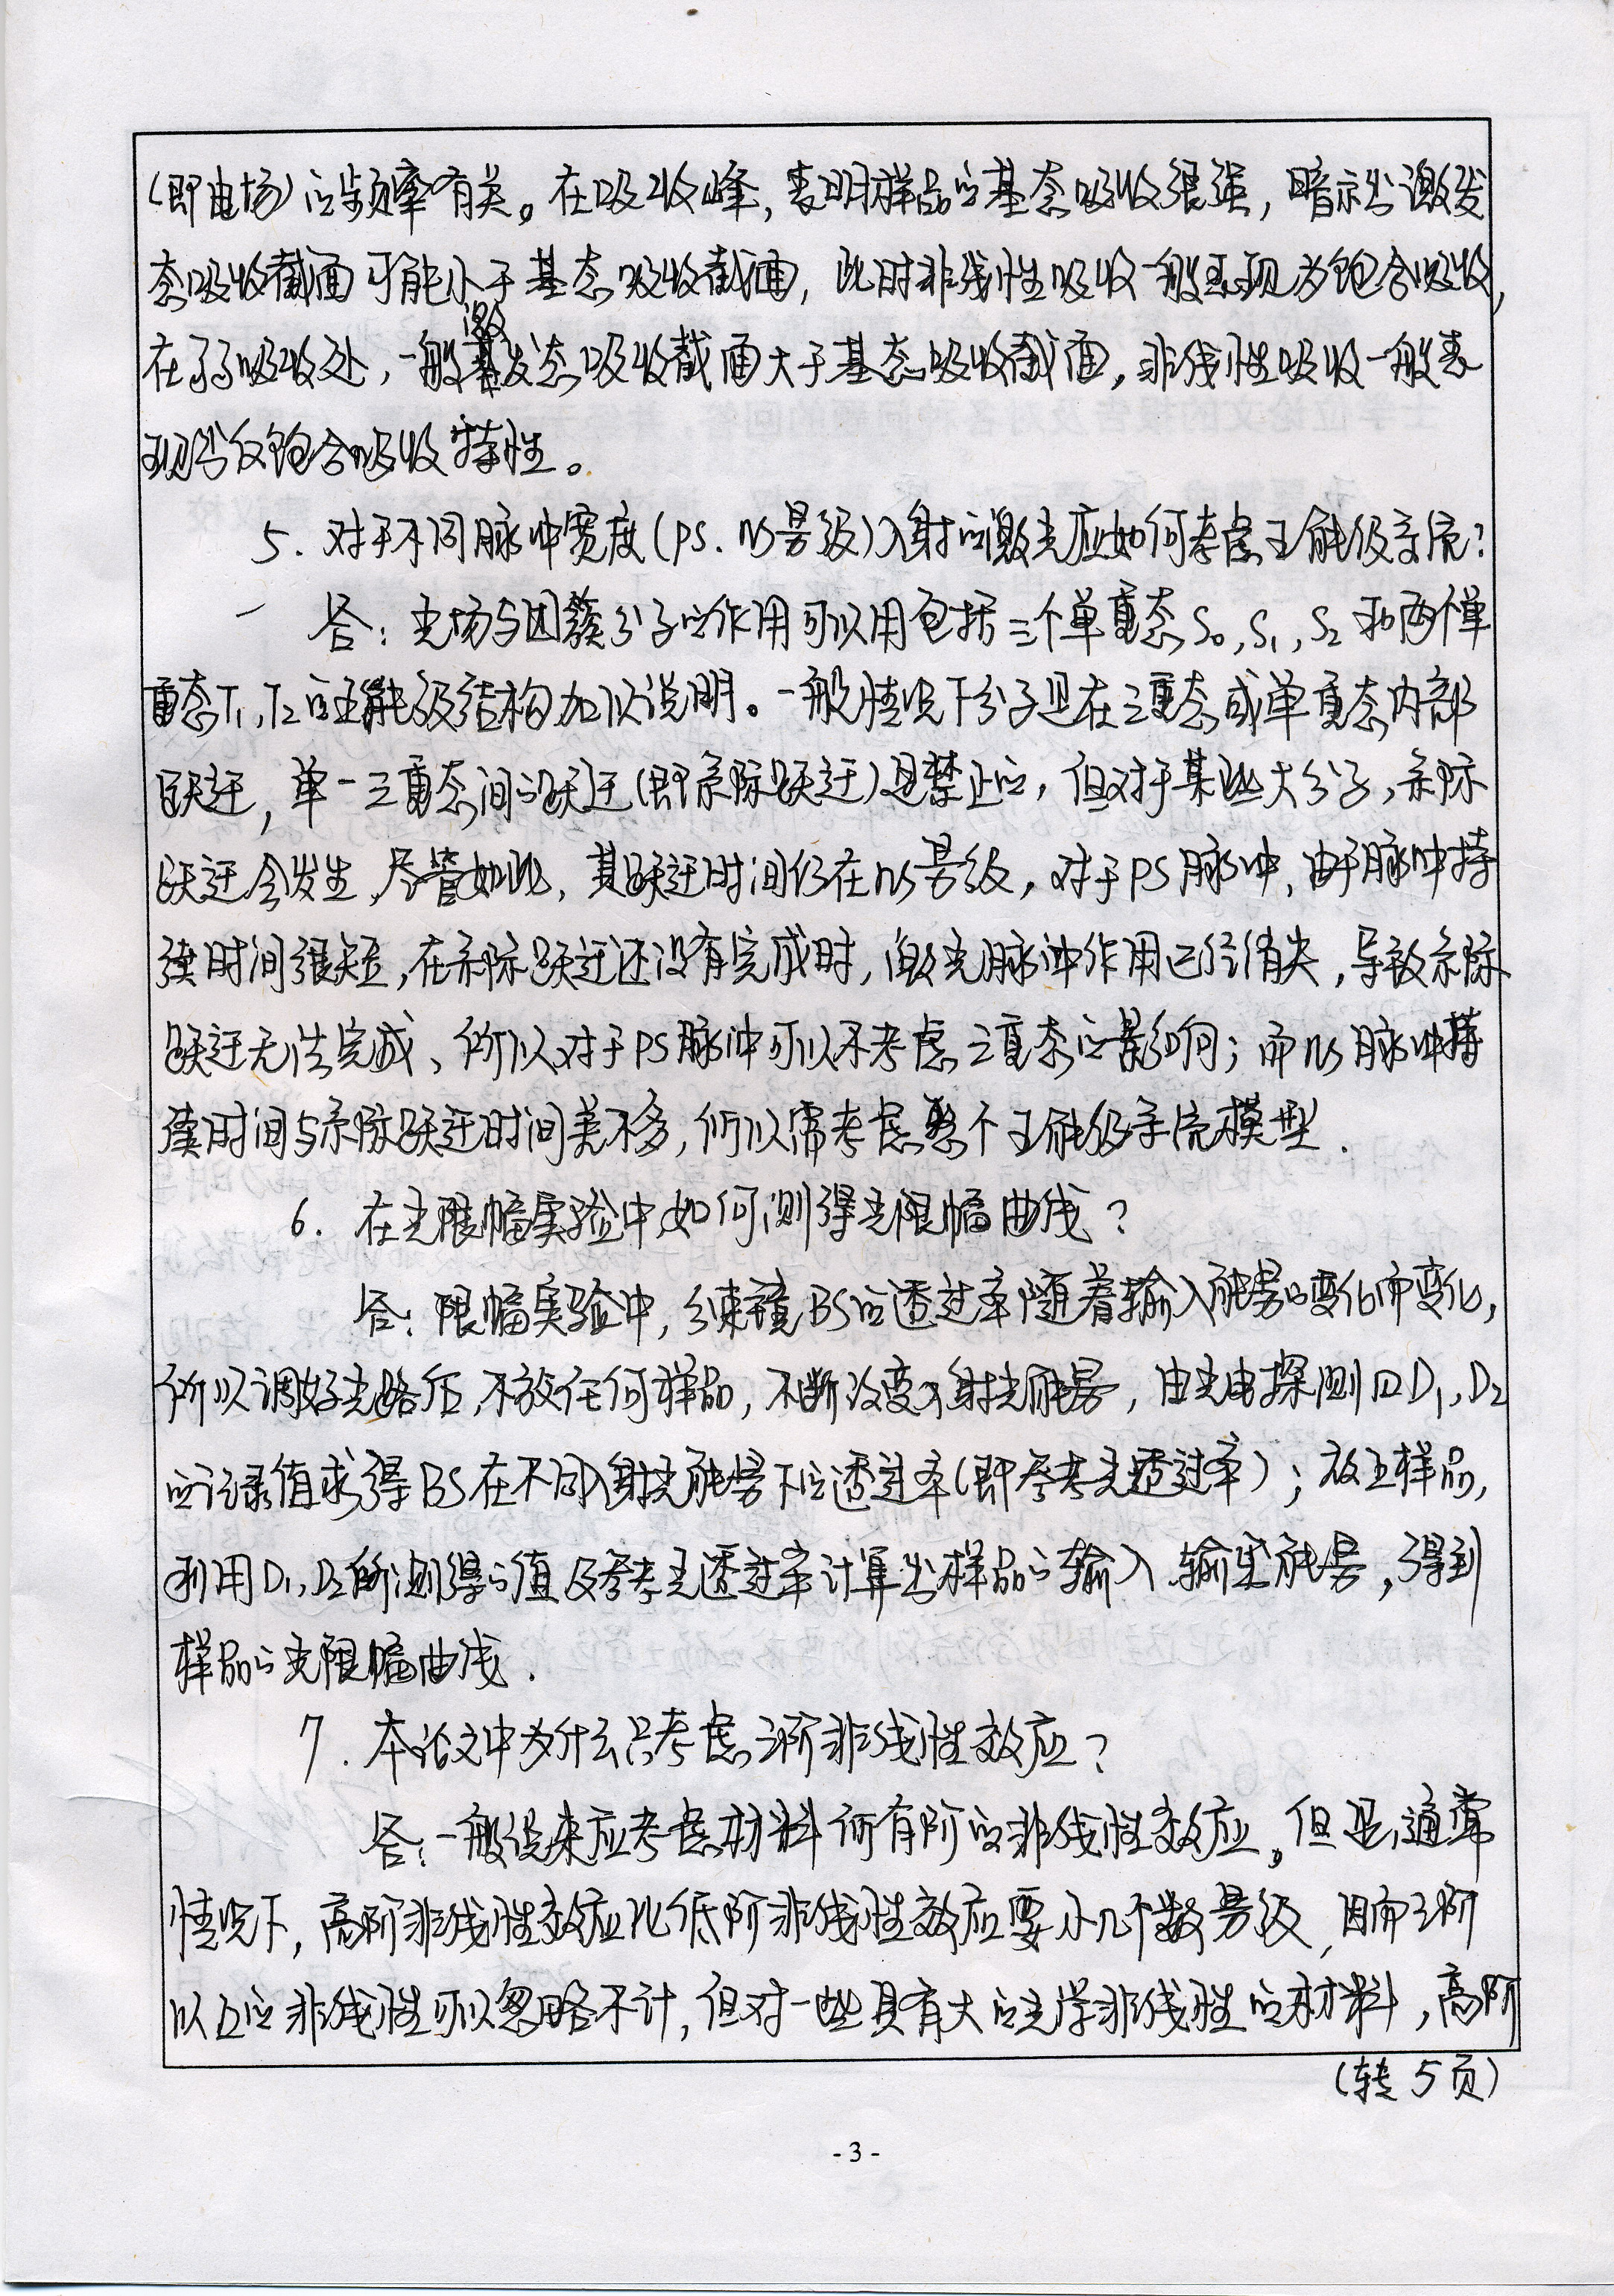 (即电场)的频率有关。在吸收峰,表明样品的基态吸收很强,暗示出激发
态吸收截面可能小于基态吸收截面,此时非线性吸收一般表现为饱合吸收,
在弱吸收处,一般激发态吸收截面大于基态吸收截面,非线性吸收一般表
现出反饱合吸收特性。
5. 对于不同脉冲宽度(ps.ns量级)入射的激光应如何考虑五能级系统?
答:光场与团簇分子的作用可以用包括三个单重态S₀,S₁,S₂和两个单
重态T₁,T₂的五能级结构加以说明。一般情况下分子是在三重态或单重态内部
跃迁,单-三重态间的跃迁(即系际跃迁)是禁止的,但对于某些大分子,系际
跃迁会发生,尽管如此,其跃迁时间仍在ns量级,对于PS脉冲,由于脉冲持
续时间很短,在系际跃迁还没有完成时,激光脉冲作用已经消失,导致系际
跃迁无法完成、所以对于PS脉冲可以不考虑三重态的影响;而ns脉冲持
续时间与系际跃迁时间差不多,所以需考虑整个五能级系统模型.
6. 在光限幅实验中如何测得光限幅曲线?
答:限幅实验中,分束镜BS的透过率随着输入能量的变化而变化,
所以调好光路后,不放任何样品,不断改变入射光能量,由光电探测四D₁,D₂
的记录值求得BS在不同入射光能量下的透过率(即参考光透过率);放上样品,
利用D₁,D₂所测得的值及参考光透过率计算出样品的输入、输出能量,得到
样品的光限幅曲线.
7. 本论文中为什么只考虑三阶非线性效应?
答:一般说来应考虑材料所有阶的非线性效应。但是,通常
情况下,高阶非线性效应比低阶非线性效应要小几个数量级,因而三阶
以上的非线性可以忽略不计,但对一些具有大的光学非线性的材料,高阶
(转5页)
-3-